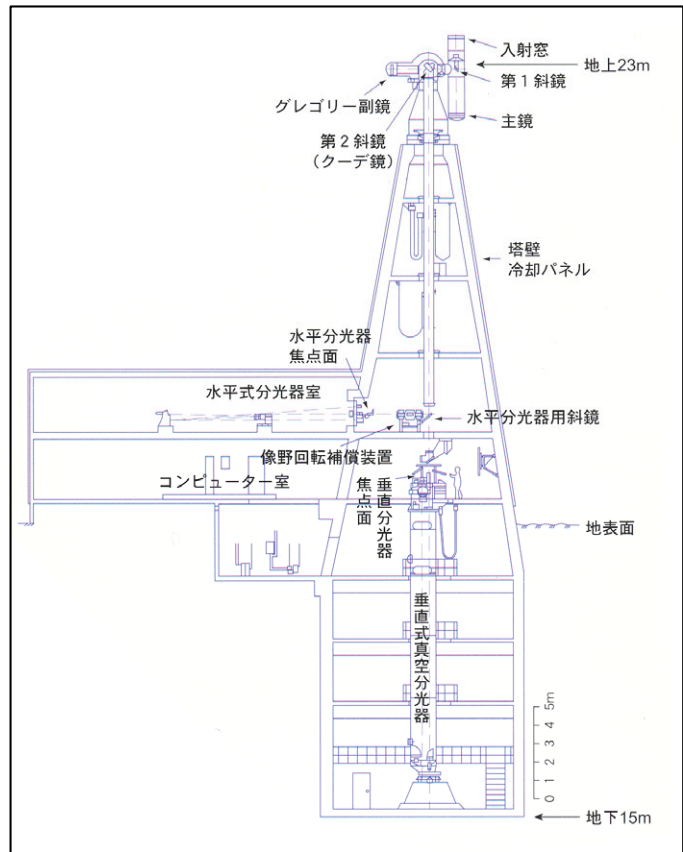 入射窓
地上23m
第1斜鏡
グレゴリー副鏡
主鏡
第2斜鏡
(クーデ鏡)
塔壁
冷却パネル
水平分光器
焦点面
水平式分光器室
水平分光器用斜鏡
像野回転補償装置
コンピューター室
垂直分光器
焦点面
地表面
垂直式真空分光器
5m
4
3
2
1
0
地下15m